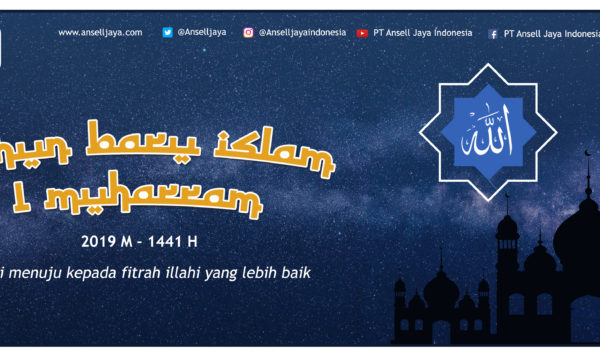 www.anselljaya.com @Anselljaya @Anselljayaindonesia PT Ansell Jaya Indonesia PT Ansell Jaya Indonesia
الله
baru islam
1 muharram
2019 M - 1441 H
menuju kepada fitrah illahi yang lebih baik